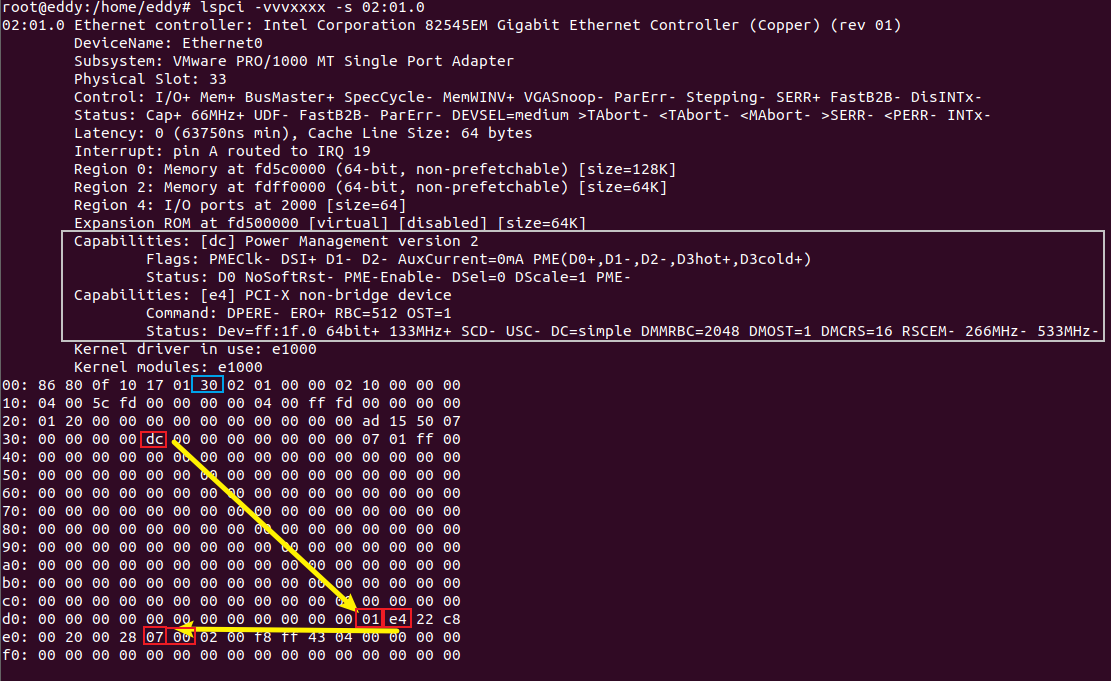 root@eddy:/home/eddy# lspci -vvvxxxx -s 02:01.0
02:01.0 Ethernet controller: Intel Corporation 82545EM Gigabit Ethernet Controller (Copper) (rev 01)
DeviceName: Ethernet0
Subsystem: VMware PRO/1000 MT Single Port Adapter
Physical Slot: 33
Control: I/O+ Mem+ BusMaster+ SpecCycle- MemWINV+ VGASnoop- ParErr- Stepping- SERR+ FastB2B- DisINTx-
Status: Cap+ 66MHz+ UDF- FastB2B- ParErr- DEVSEL=medium >TAbort- <TAbort- <MAbort- >SERR- <PERR- INTx-
Latency: 0 (63750ns min), Cache Line Size: 64 bytes
Interrupt: pin A routed to IRQ 19
Region 0: Memory at fd5c0000 (64-bit, non-prefetchable) [size=128K]
Region 2: Memory at fdff0000 (64-bit, non-prefetchable) [size=64K]
Region 4: I/O ports at 2000 [size=64]
Expansion ROM at fd500000 [virtual] [disabled] [size=64K]
Capabilities: [dc] Power Management version 2
Flags: PMEClk- DSI+ D1- D2- AuxCurrent=0mA PME(D0+,D1-,D2-,D3hot+,D3cold+)
Status: D0 NoSoftRst- PME-Enable- DSel=0 DScale=1 PME-
Capabilities: [e4] PCI-X non-bridge device
Command: DPERE- ERO+ RBC=512 OST=1
Status: Dev=ff:1f.0 64bit+ 133MHz+ SCD- USC- DC=simple DMMRBC=2048 DMOST=1 DMCRS=16 RSCEM- 266MHz- 533MHz-
Kernel driver in use: e1000
Kernel modules: e1000
00: 86 80 0f 10 17 01 30 02 01 00 00 02 10 00 00 00
10: 04 00 5c fd 00 00 00 00 04 00 ff fd 00 00 00 00
20: 01 20 00 00 00 00 00 00 00 00 00 00 ad 15 50 07
30: 00 00 00 00 dc 00 00 00 00 00 00 00 07 01 ff 00
40: 00 00 00 00 00 00 00 00 00 00 00 00 00 00 00 00
50: 00 00 00 00 00 00 00 00 00 00 00 00 00 00 00 00
60: 00 00 00 00 00 00 00 00 00 00 00 00 00 00 00 00
70: 00 00 00 00 00 00 00 00 00 00 00 00 00 00 00 00
80: 00 00 00 00 00 00 00 00 00 00 00 00 00 00 00 00
90: 00 00 00 00 00 00 00 00 00 00 00 00 00 00 00 00
a0: 00 00 00 00 00 00 00 00 00 00 00 00 00 00 00 00
b0: 00 00 00 00 00 00 00 00 00 00 00 00 00 00 00 00
c0: 00 00 00 00 00 00 00 00 00 00 00 00 00 00 00 00
d0: 00 00 00 00 00 00 00 00 00 00 00 00 01 e4 22 c8
e0: 00 20 00 28 07 00 02 00 f8 ff 43 04 00 00 00 00
f0: 00 00 00 00 00 00 00 00 00 00 00 00 00 00 00 00